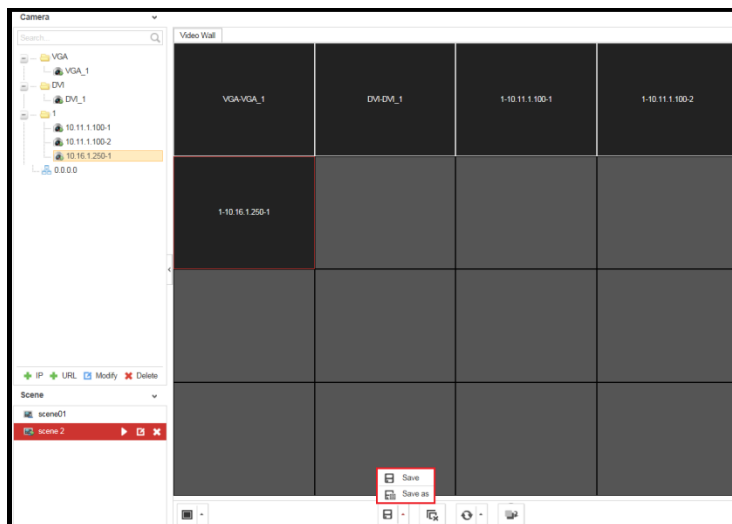 Camera
Search...
VGA
VGA_1
DVI
DVI_1
1
10.11.1.100-1
10.11.1.100-2
10.16.1.250-1
0.0.0.0
IP URL Modify Delete
Scene
scene01
scene 2
Video Wall
VGA-VGA_1
DVI-DVI_1
1-10.11.1.100-1
1-10.11.1.100-2
1-10.16.1.250-1
Save
Save as